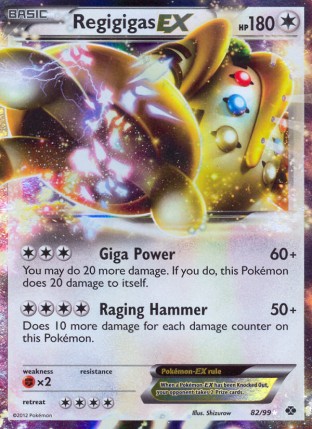 BASIC
Regigigas EX HP180
Giga Power 60+
You may do 20 more damage. If you do, this Pokémon
does 20 damage to itself.
Raging Hammer 50+
Does 10 more damage for each damage counter on
this Pokémon.
weakness resistance
×2
Pokémon-EX rule
When a Pokémon-EX has been Knocked Out,
your opponent takes 2 Prize cards.
retreat
©2012 Pokémon
Illus. Shizurow
82/99